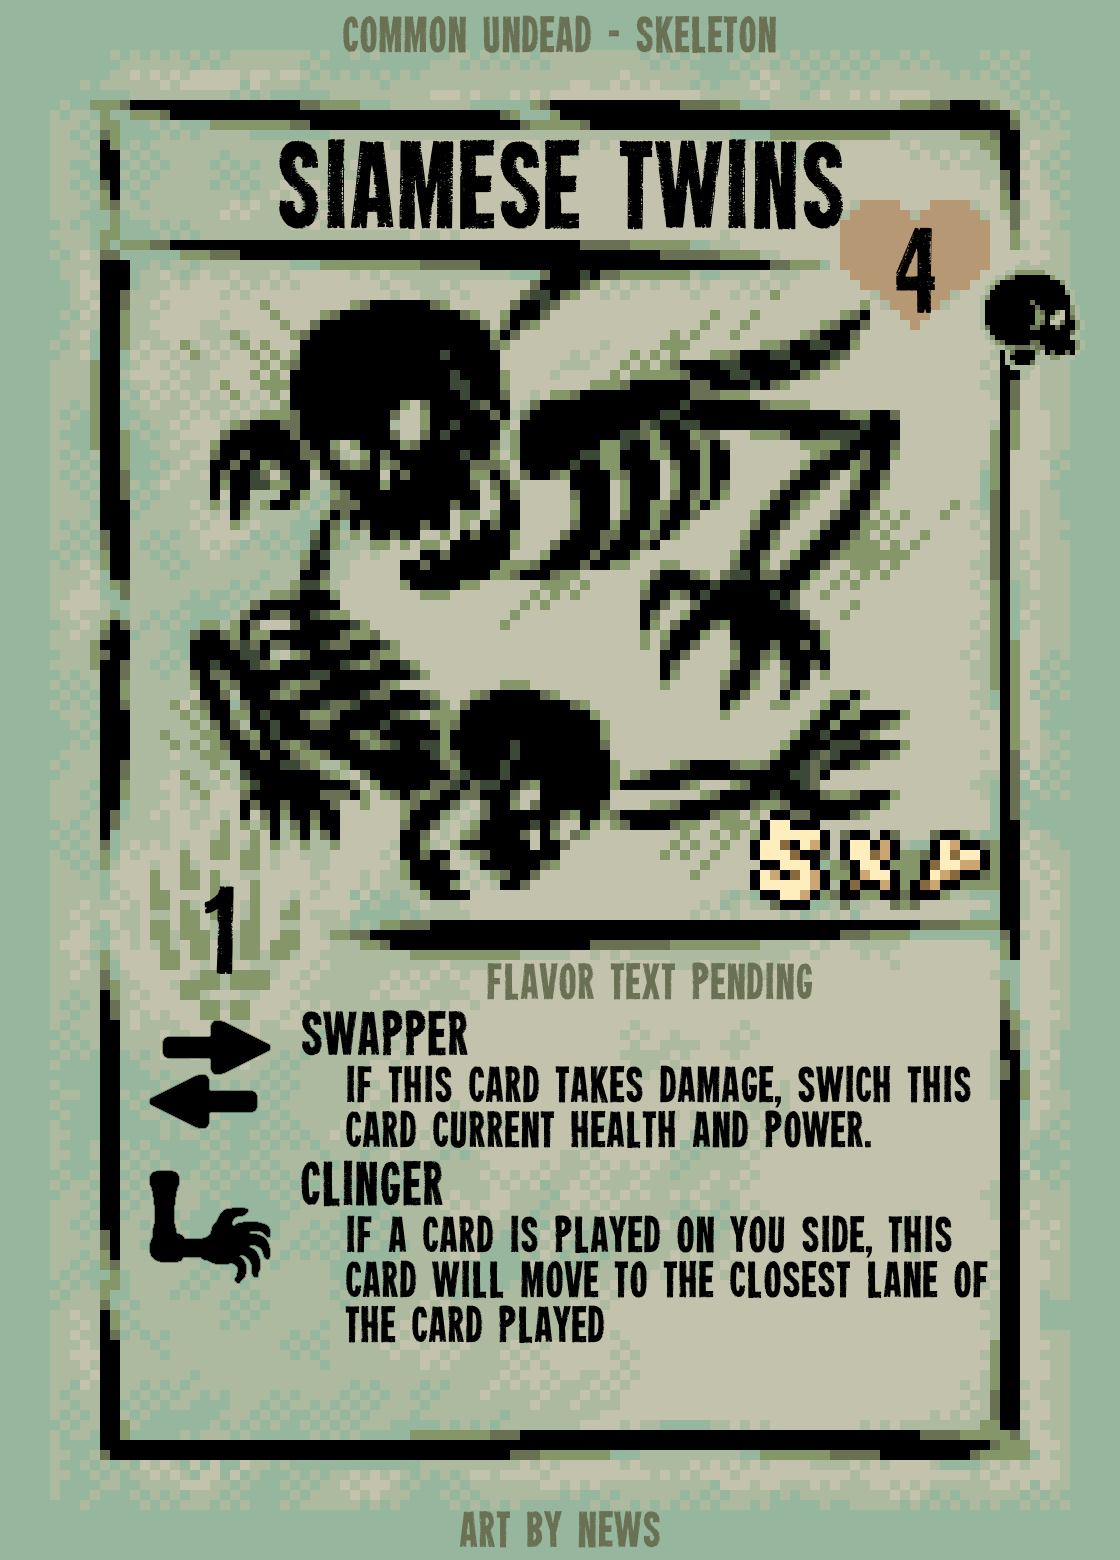 COMMON UNDEAD - SKELETON
SIAMESE TWINS
4
1
FLAVOR TEXT PENDING
SWAPPER
IF THIS CARD TAKES DAMAGE, SWICH THIS
CARD CURRENT HEALTH AND POWER.
CLINGER
IF A CARD IS PLAYED ON YOU SIDE, THIS
CARD WILL MOVE TO THE CLOSEST LANE OF
THE CARD PLAYED
ART BY NEWS